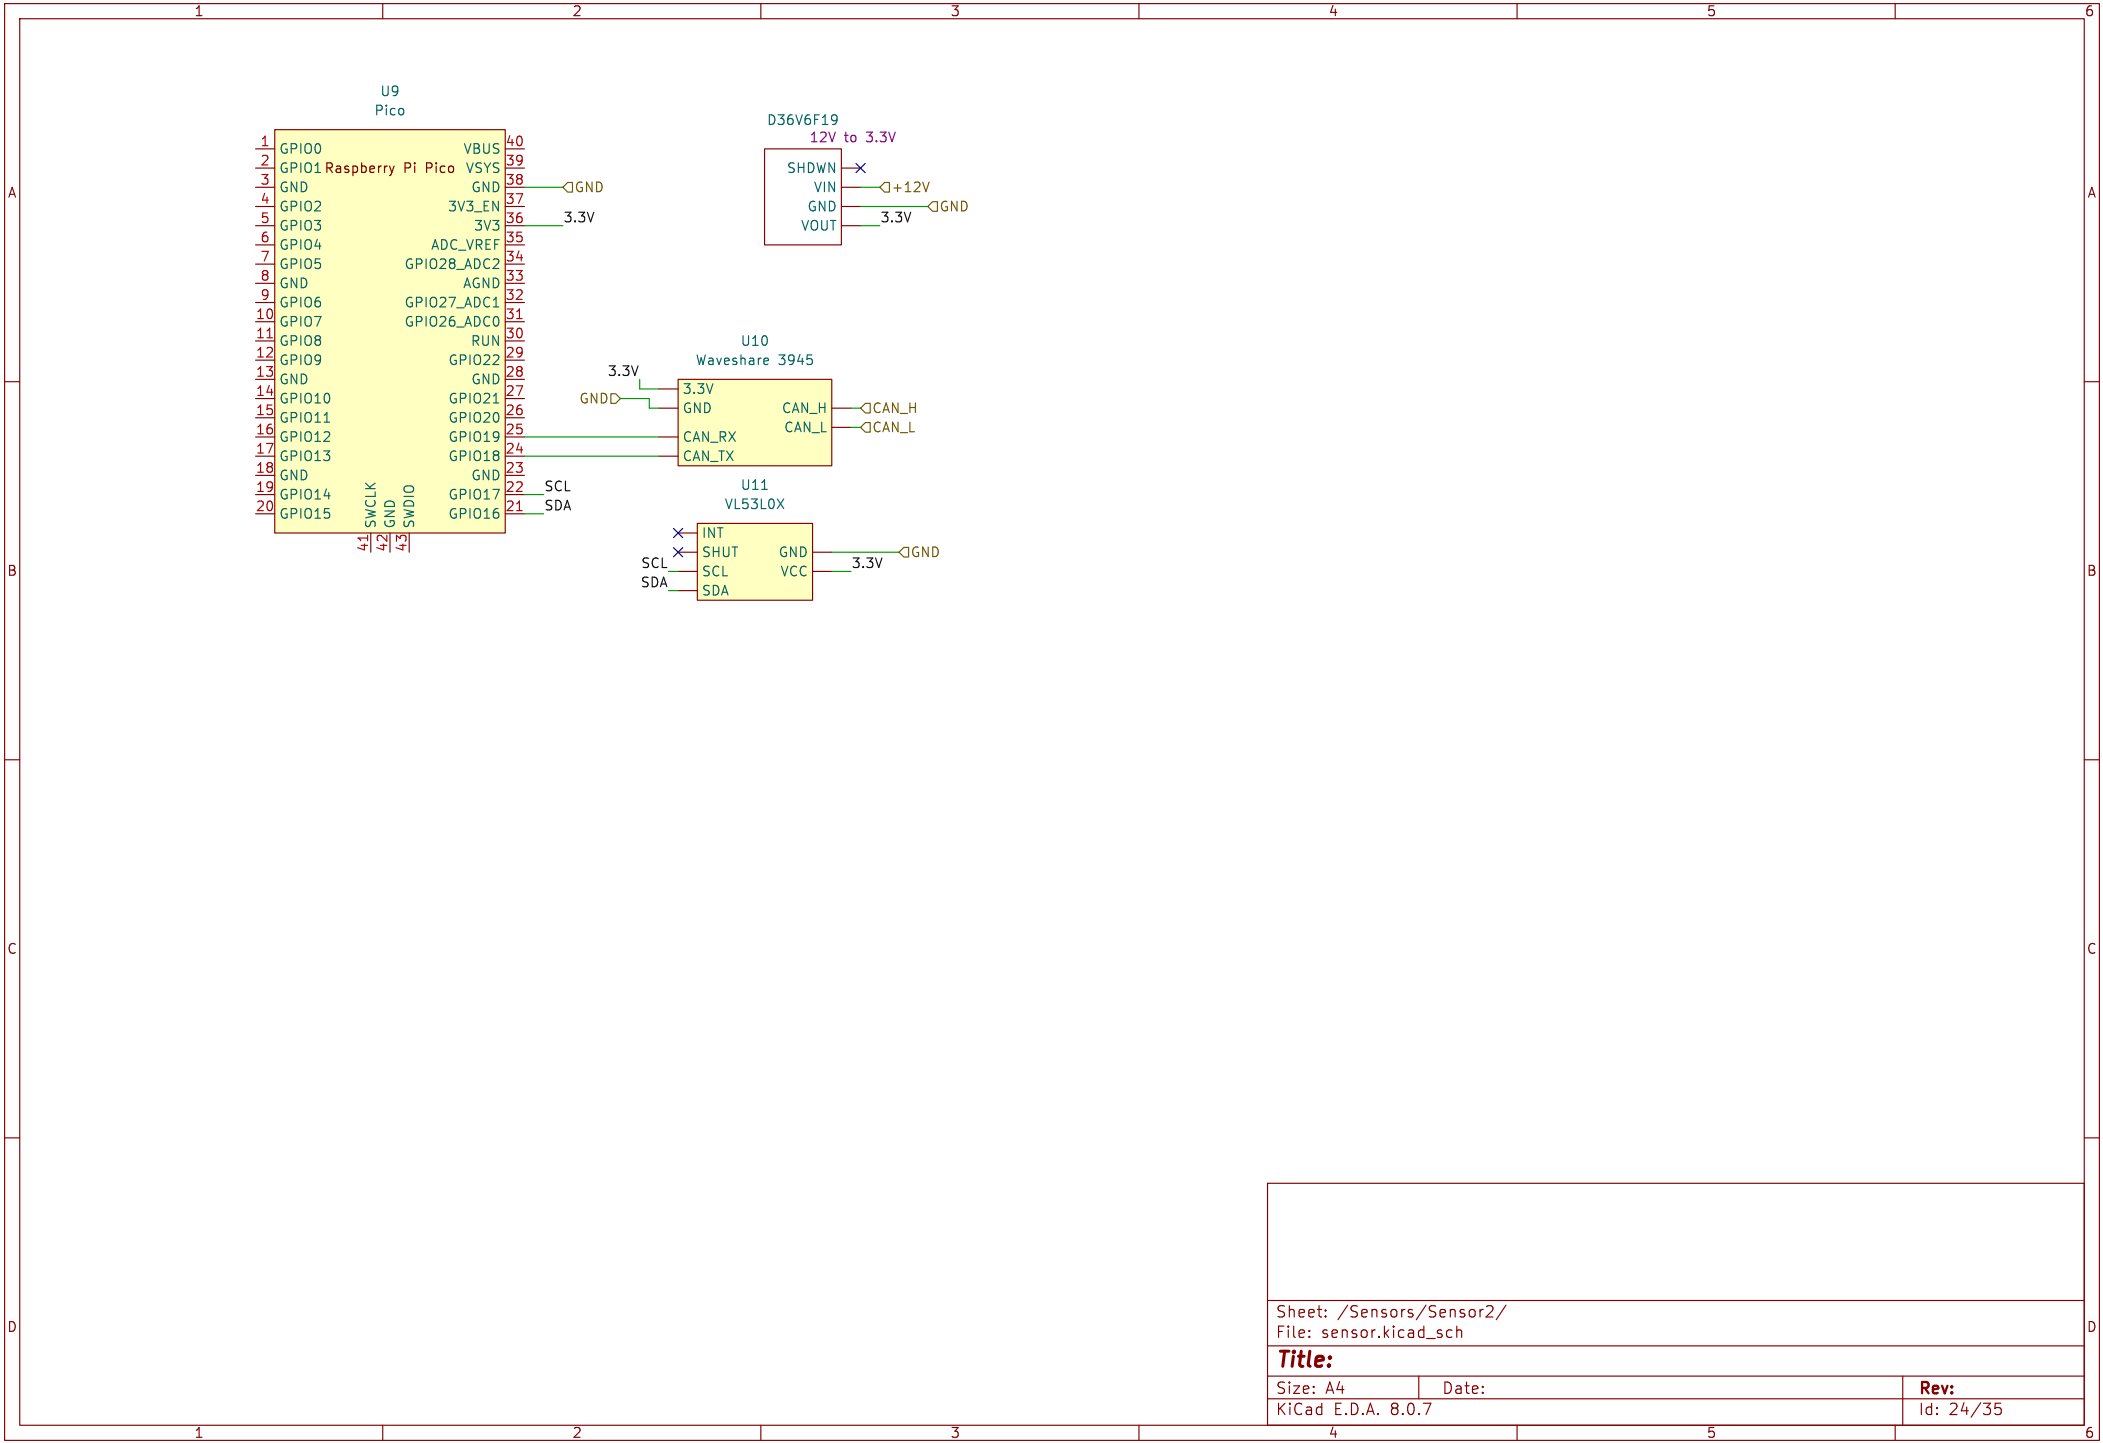 1 2 3 4 5 6
A
B
C
D
A
B
C
D
U9
Pico
Raspberry Pi Pico
1 GPIO0
2 GPIO1
3 GND
4 GPIO2
5 GPIO3
6 GPIO4
7 GPIO5
8 GND
9 GPIO6
10 GPIO7
11 GPIO8
12 GPIO9
13 GND
14 GPIO10
15 GPIO11
16 GPIO12
17 GPIO13
18 GND
19 GPIO14
20 GPIO15
VBUS 40
VSYS 39
GND 38 GND
3V3_EN 37
3V3 36 3.3V
ADC_VREF 35
GPIO28_ADC2 34
AGND 33
GPIO27_ADC1 32
GPIO26_ADC0 31
RUN 30
GPIO22 29
GND 28
GPIO21 27
GPIO20 26
GPIO19 25
GPIO18 24
GND 23
GPIO17 22 SCL
GPIO16 21 SDA
SWCLK 41
GND 42
SWDIO 43
D36V6F19
12V to 3.3V
SHDWN
VIN +12V
GND GND
VOUT 3.3V
U10
Waveshare 3945
3.3V 3.3V
GND GND
CAN_RX
CAN_TX
CAN_H CAN_H
CAN_L CAN_L
U11
VL53L0X
INT
SHUT
SCL SCL
SDA SDA
GND GND
VCC 3.3V
Sheet: /Sensors/Sensor2/
File: sensor.kicad_sch
Title:
Size: A4 Date: Rev:
KiCad E.D.A. 8.0.7 Id: 24/35
1 2 3 4 5 6